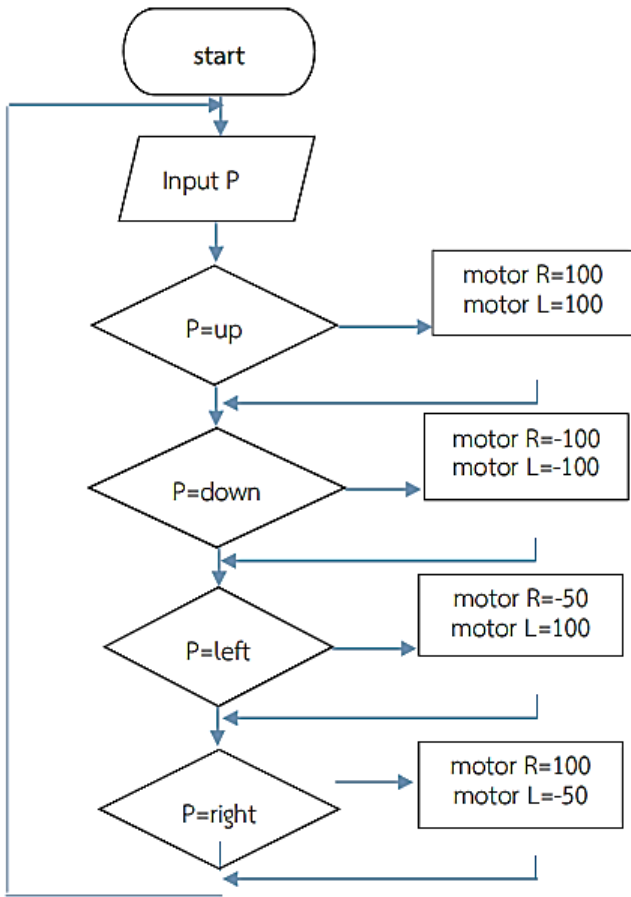 start
Input P
P=up
motor R=100
motor L=100
P=down
motor R=-100
motor L=-100
P=left
motor R=-50
motor L=100
P=right
motor R=100
motor L=-50